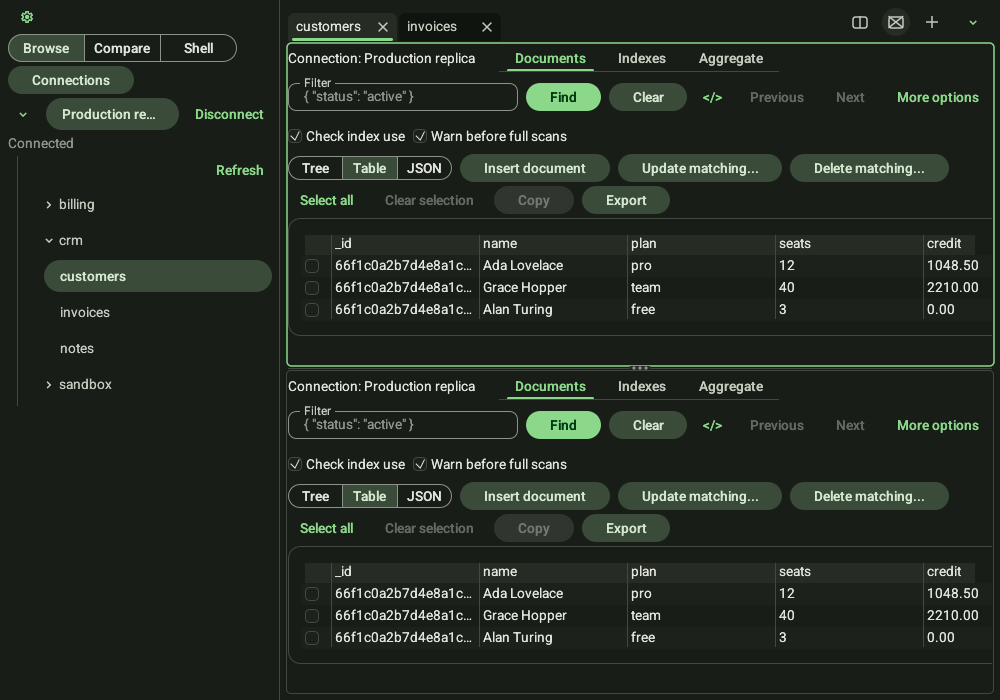 customers invoices
Browse Compare Shell
Connections
Production re... Disconnect
Connected
Refresh
billing
crm
customers
invoices
notes
sandbox
Connection: Production replica Documents Indexes Aggregate
Filter
{ "status": "active" } Find Clear </> Previous Next More options
Check index use Warn before full scans
Tree Table JSON Insert document Update matching... Delete matching...
Select all Clear selection Copy Export
_id name plan seats credit
66f1c0a2b7d4e8a1c... Ada Lovelace pro 12 1048.50
66f1c0a2b7d4e8a1c... Grace Hopper team 40 2210.00
66f1c0a2b7d4e8a1c... Alan Turing free 3 0.00
Connection: Production replica Documents Indexes Aggregate
Filter
{ "status": "active" } Find Clear </> Previous Next More options
Check index use Warn before full scans
Tree Table JSON Insert document Update matching... Delete matching...
Select all Clear selection Copy Export
_id name plan seats credit
66f1c0a2b7d4e8a1c... Ada Lovelace pro 12 1048.50
66f1c0a2b7d4e8a1c... Grace Hopper team 40 2210.00
66f1c0a2b7d4e8a1c... Alan Turing free 3 0.00